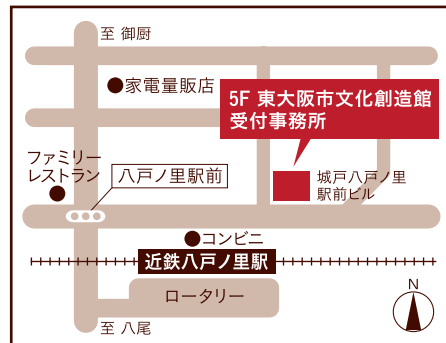 至 御厨
家電量販店
5F 東大阪市文化創造館
受付事務所
ファミリー
レストラン
八戸ノ里駅前
城戸八戸ノ里
駅前ビル
コンビニ
近鉄八戸ノ里駅
ロータリー
N
至 八尾